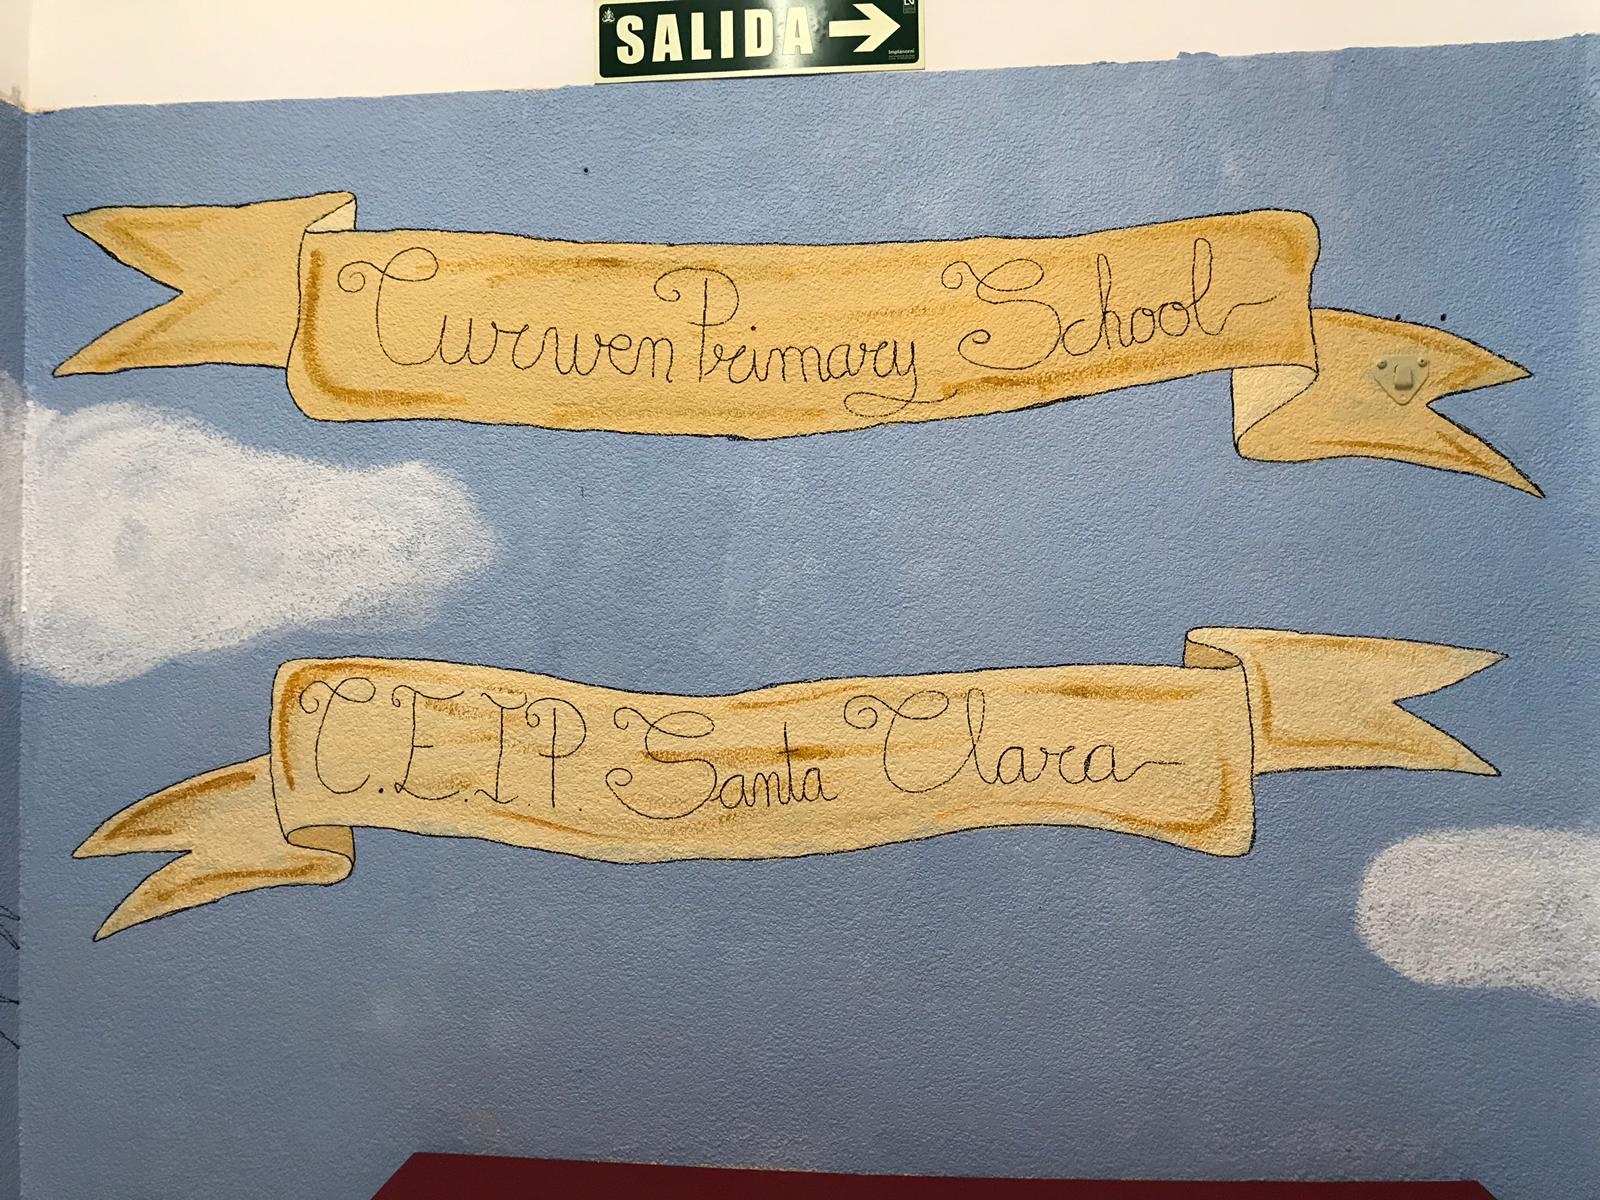 SALIDA
Curwen Primary School
C.E.I.P. Santa Clara